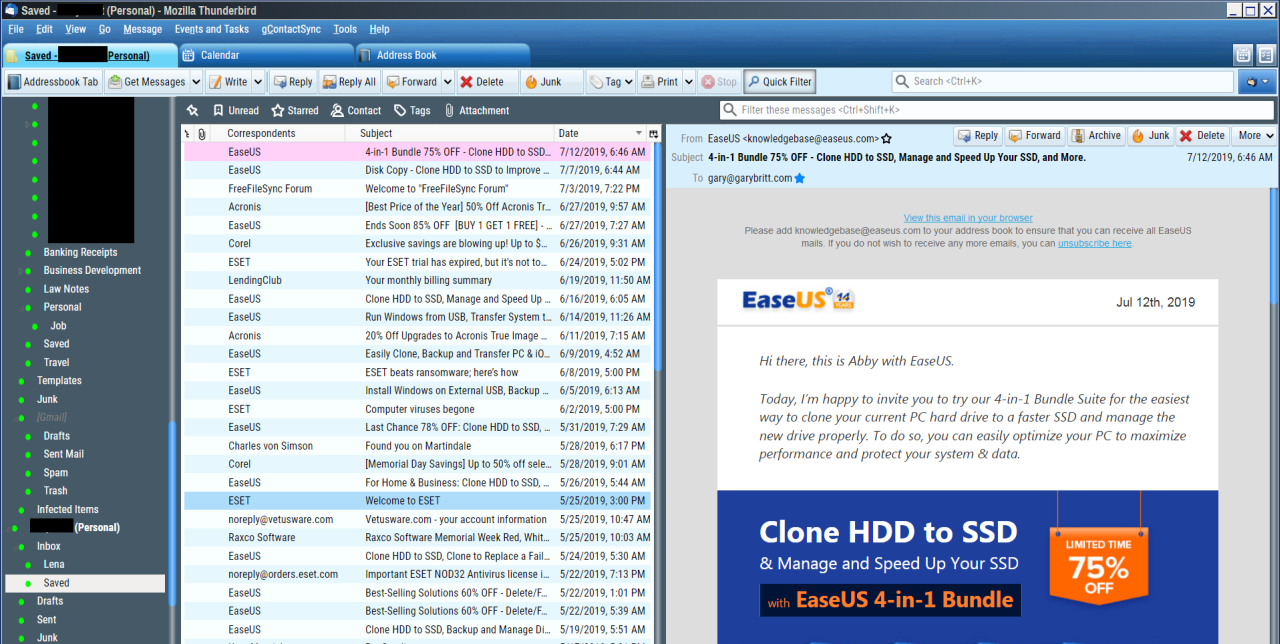 Saved - (Personal) - Mozilla Thunderbird
File Edit View Go Message Events and Tasks gContactSync Tools Help
Saved - Personal) Calendar Address Book
Addressbook Tab Get Messages Write Reply Reply All Forward Delete Junk Tag Print Stop Quick Filter Search <Ctrl+K>
Unread Starred Contact Tags Attachment Filter these messages <Ctrl+Shift+K>
Banking Receipts
Business Development
Law Notes
Personal
Job
Saved
Travel
Templates
Junk
[Gmail]
Drafts
Sent Mail
Spam
Trash
Infected Items
(Personal)
Inbox
Lena
Saved
Drafts
Sent
Junk
Correspondents Subject Date
EaseUS 4-in-1 Bundle 75% OFF - Clone HDD to SSD... 7/12/2019, 6:46 AM
EaseUS Disk Copy - Clone HDD to SSD to Improve ... 7/7/2019, 6:44 AM
FreeFileSync Forum Welcome to "FreeFileSync Forum" 7/3/2019, 7:22 PM
Acronis [Best Price of the Year] 50% Off Acronis Tr... 6/27/2019, 9:57 AM
EaseUS Ends Soon 85% OFF [BUY 1 GET 1 FREE] - ... 6/27/2019, 7:27 AM
Corel Exclusive savings are blowing up! Up to $... 6/26/2019, 9:31 AM
ESET Your ESET trial has expired, but it's not to... 6/24/2019, 5:02 PM
LendingClub Your monthly billing summary 6/19/2019, 11:50 AM
EaseUS Clone HDD to SSD, Manage and Speed Up ... 6/16/2019, 6:05 AM
EaseUS Run Windows from USB, Transfer System t... 6/14/2019, 11:26 AM
Acronis 20% Off Upgrades to Acronis True Image ... 6/11/2019, 7:15 AM
EaseUS Easily Clone, Backup and Transfer PC & iO... 6/9/2019, 4:52 AM
ESET ESET beats ransomware; here's how 6/8/2019, 5:00 PM
EaseUS Install Windows on External USB, Backup ... 6/5/2019, 6:13 AM
ESET Computer viruses begone 6/2/2019, 5:00 PM
EaseUS Last Chance 78% OFF: Clone HDD to SSD, ... 5/31/2019, 7:29 AM
Charles von Simson Found you on Martindale 5/28/2019, 6:17 PM
Corel [Memorial Day Savings] Up to 50% off sele... 5/28/2019, 9:01 AM
EaseUS For Home & Business: Clone HDD to SSD, ... 5/26/2019, 5:44 AM
ESET Welcome to ESET 5/25/2019, 3:00 PM
noreply@vetusware.com Vetusware.com - your account information 5/25/2019, 10:47 AM
Raxco Software Raxco Software Memorial Week Red, Whit... 5/25/2019, 10:03 AM
EaseUS Clone HDD to SSD, Clone to Replace a Fail... 5/24/2019, 5:30 AM
noreply@orders.eset.com Important ESET NOD32 Antivirus license i... 5/22/2019, 7:13 PM
EaseUS Best-Selling Solutions 60% OFF - Delete/F... 5/22/2019, 1:01 PM
EaseUS Best-Selling Solutions 60% OFF - Delete/F... 5/22/2019, 5:39 AM
EaseUS Clone HDD to SSD, Backup and Manage Di... 5/19/2019, 5:51 AM
From EaseUS <knowledgebase@easeus.com> Reply Forward Archive Junk Delete More
Subject 4-in-1 Bundle 75% OFF - Clone HDD to SSD, Manage and Speed Up Your SSD, and More. 7/12/2019, 6:46 AM
To gary@garybritt.com
View this email in your browser
Please add knowledgebase@easeus.com to your address book to ensure that you can receive all EaseUS
mails. If you do not wish to receive any more emails, you can unsubscribe here.
EaseUS® 14 YEARS Jul 12th, 2019
Hi there, this is Abby with EaseUS.
Today, I'm happy to invite you to try our 4-in-1 Bundle Suite for the easiest
way to clone your current PC hard drive to a faster SSD and manage the
new drive properly. To do so, you can easily optimize your PC to maximize
performance and protect your system & data.
Clone HDD to SSD
& Manage and Speed Up Your SSD
with EaseUS 4-in-1 Bundle
LIMITED TIME
75%
OFF